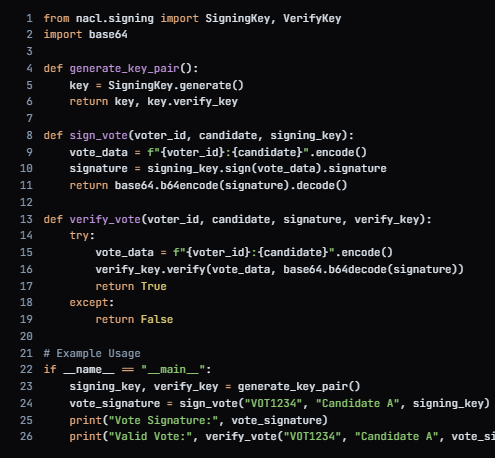 1 from nacl.signing import SigningKey, VerifyKey
2 import base64
3
4 def generate_key_pair():
5     key = SigningKey.generate()
6     return key, key.verify_key
7
8 def sign_vote(voter_id, candidate, signing_key):
9     vote_data = f"{voter_id}:{candidate}".encode()
10     signature = signing_key.sign(vote_data).signature
11     return base64.b64encode(signature).decode()
12
13 def verify_vote(voter_id, candidate, signature, verify_key):
14     try:
15         vote_data = f"{voter_id}:{candidate}".encode()
16         verify_key.verify(vote_data, base64.b64decode(signature))
17         return True
18     except:
19         return False
20
21 # Example Usage
22 if __name__ == "__main__":
23     signing_key, verify_key = generate_key_pair()
24     vote_signature = sign_vote("VOT1234", "Candidate A", signing_key)
25     print("Vote Signature:", vote_signature)
26     print("Valid Vote:", verify_vote("VOT1234", "Candidate A", vote_si